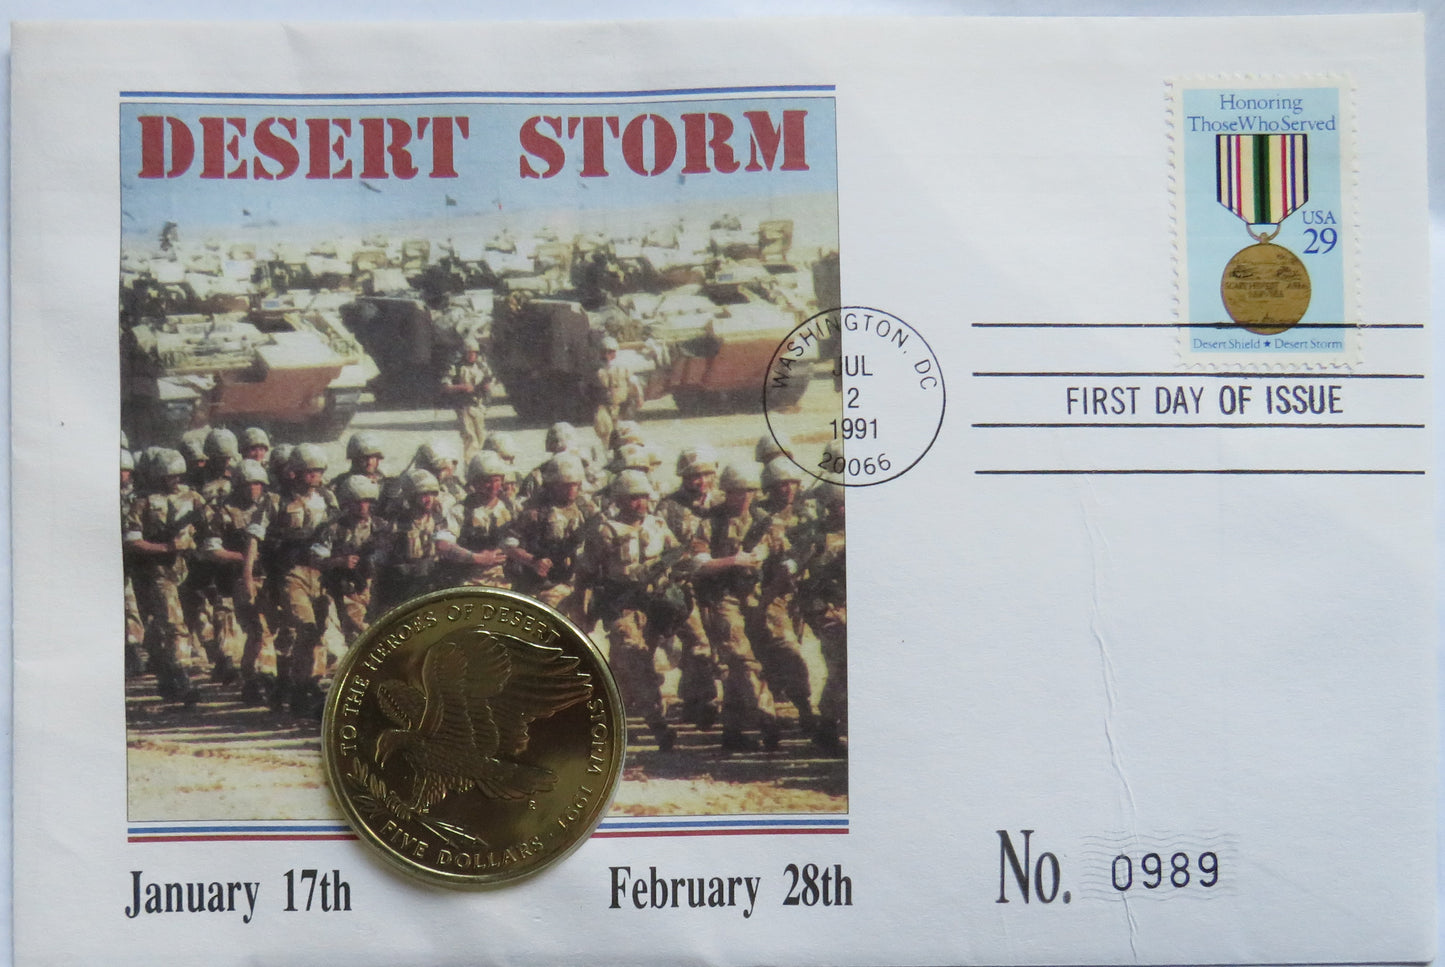 DESERT STORM
Honoring
Those Who Served
USA
29
Desert Shield ★ Desert Storm
WASHINGTON, DC
JUL
2
1991
20066
FIRST DAY OF ISSUE
TO THE HEROES OF DESERT STORM 1991
FIVE DOLLARS
R
January 17th
February 28th
No. 0989